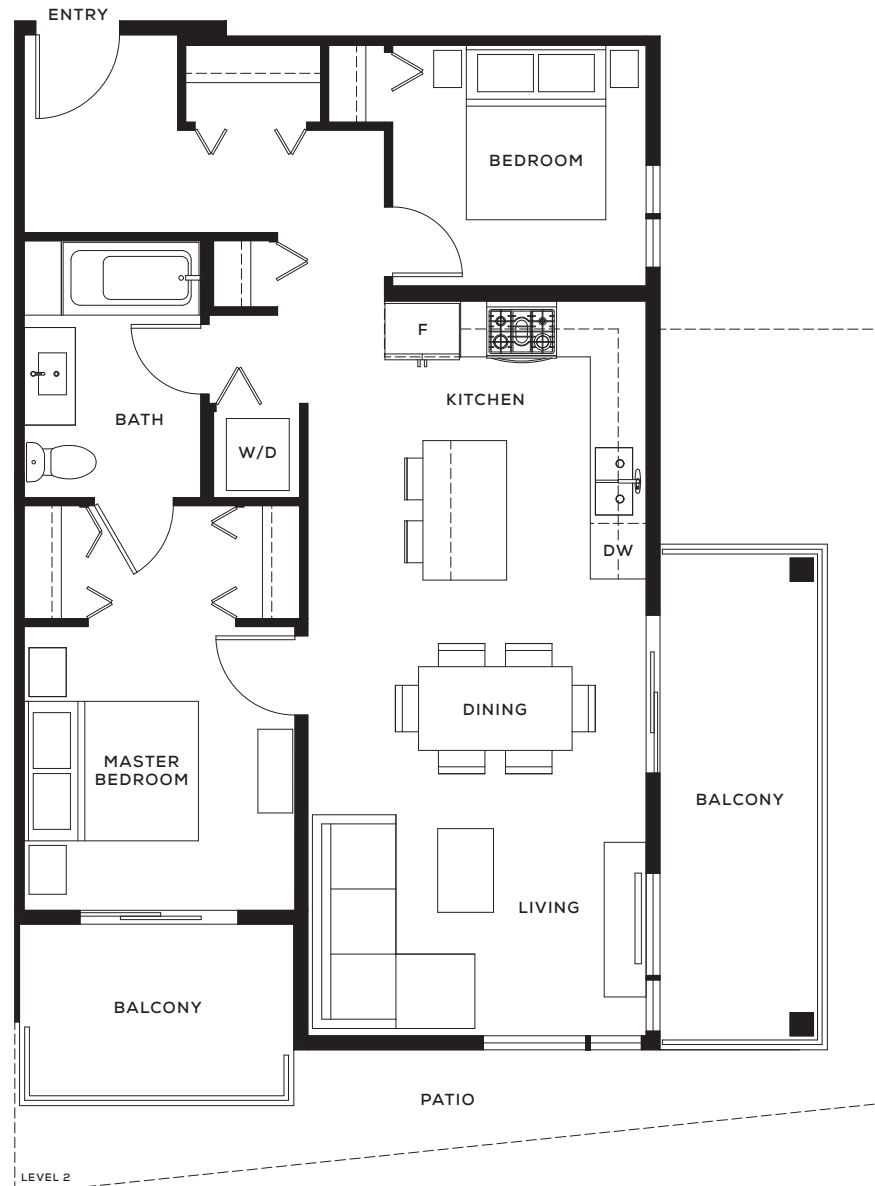 ENTRY
BEDROOM
F
KITCHEN
BATH
W/D
DW
DINING
MASTER
BEDROOM
BALCONY
LIVING
BALCONY
PATIO
LEVEL 2